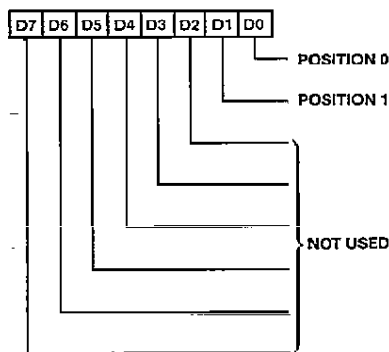 D7 D6 D5 D4 D3 D2 D1 D0
POSITION 0
POSITION 1
NOT USED